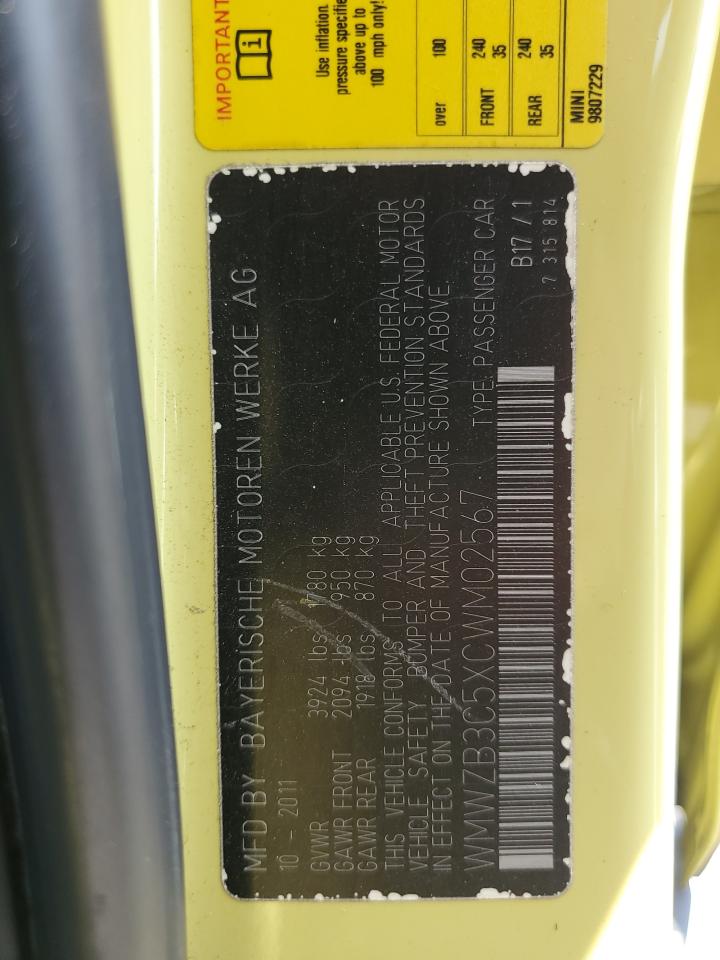 IMPORTANT
i
Use inflation
pressure specifie
above up to
100 mph only!
over 100
FRONT 240 35
REAR 240 35
MINI
9807229
MFD BY BAYERISCHE MOTOREN WERKE AG
10 - 2011
GVWR 3924 lbs 1780 kg
GAWR FRONT 2094 lbs 950 kg
GAWR REAR 1918 lbs 870 kg
THIS VEHICLE CONFORMS TO ALL APPLICABLE U.S. FEDERAL MOTOR
VEHICLE SAFETY, BUMPER AND THEFT PREVENTION STANDARDS
IN EFFECT ON THE DATE OF MANUFACTURE SHOWN ABOVE.
WMWZB3C5XCWM02567 TYPE: PASSENGER CAR
B17 / 1
7 315 814